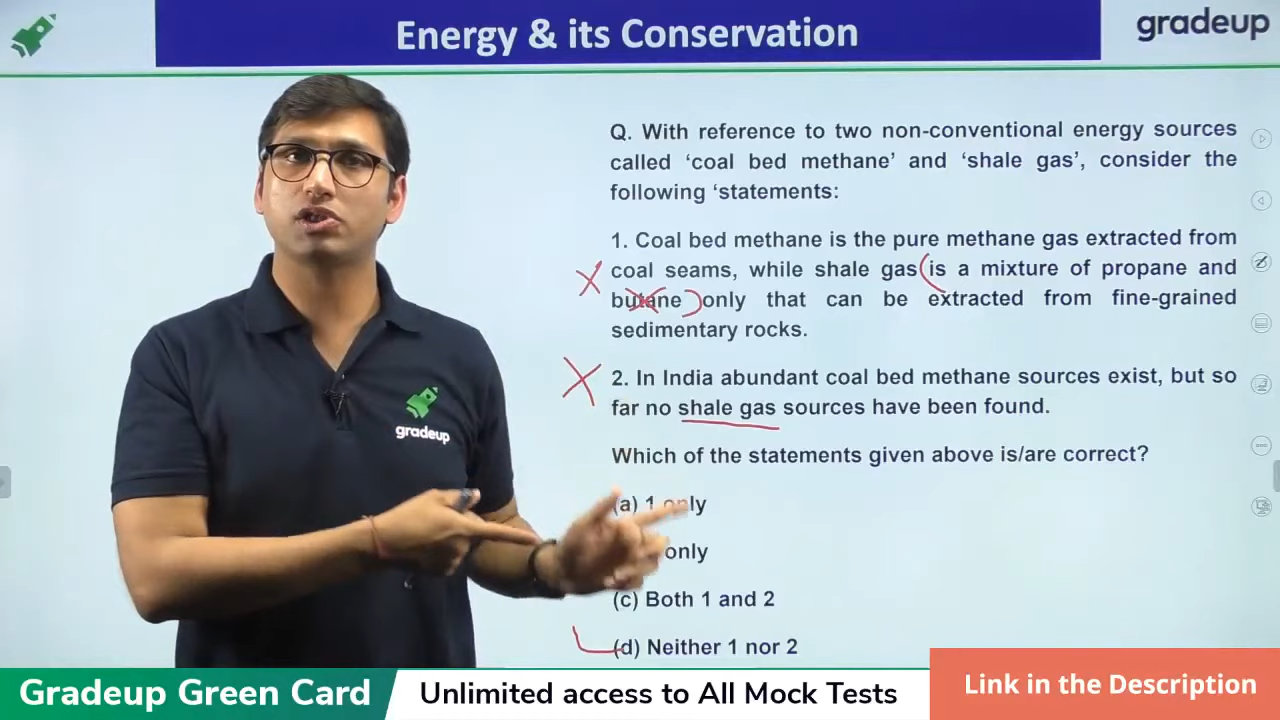 Energy & its Conservation
gradeup
Q. With reference to two non-conventional energy sources
called ‘coal bed methane’ and ‘shale gas’, consider the
following ‘statements:
1. Coal bed methane is the pure methane gas extracted from
coal seams, while shale gas is a mixture of propane and
butane only that can be extracted from fine-grained
sedimentary rocks.
2. In India abundant coal bed methane sources exist, but so
far no shale gas sources have been found.
Which of the statements given above is/are correct?
(a) 1 only
only
(c) Both 1 and 2
(d) Neither 1 nor 2
gradeup
Gradeup Green Card
Unlimited access to All Mock Tests
Link in the Description